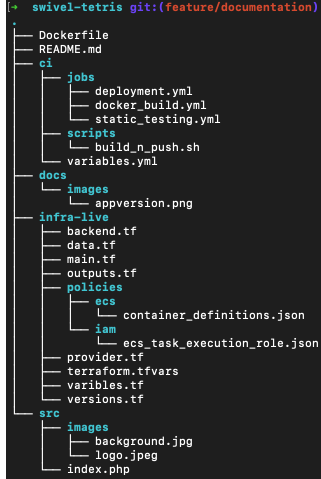 [➜  swivel-tetris git:(feature/documentation)
.
├── Dockerfile
├── README.md
├── ci
│   ├── jobs
│   │   ├── deployment.yml
│   │   ├── docker_build.yml
│   │   └── static_testing.yml
│   ├── scripts
│   │   └── build_n_push.sh
│   └── variables.yml
├── docs
│   └── images
│       └── appversion.png
├── infra-live
│   ├── backend.tf
│   ├── data.tf
│   ├── main.tf
│   ├── outputs.tf
│   ├── policies
│   │   ├── ecs
│   │   │   └── container_definitions.json
│   │   └── iam
│   │       └── ecs_task_execution_role.json
│   ├── provider.tf
│   ├── terraform.tfvars
│   ├── varibles.tf
│   └── versions.tf
└── src
    ├── images
    │   ├── background.jpg
    │   └── logo.jpeg
    └── index.php